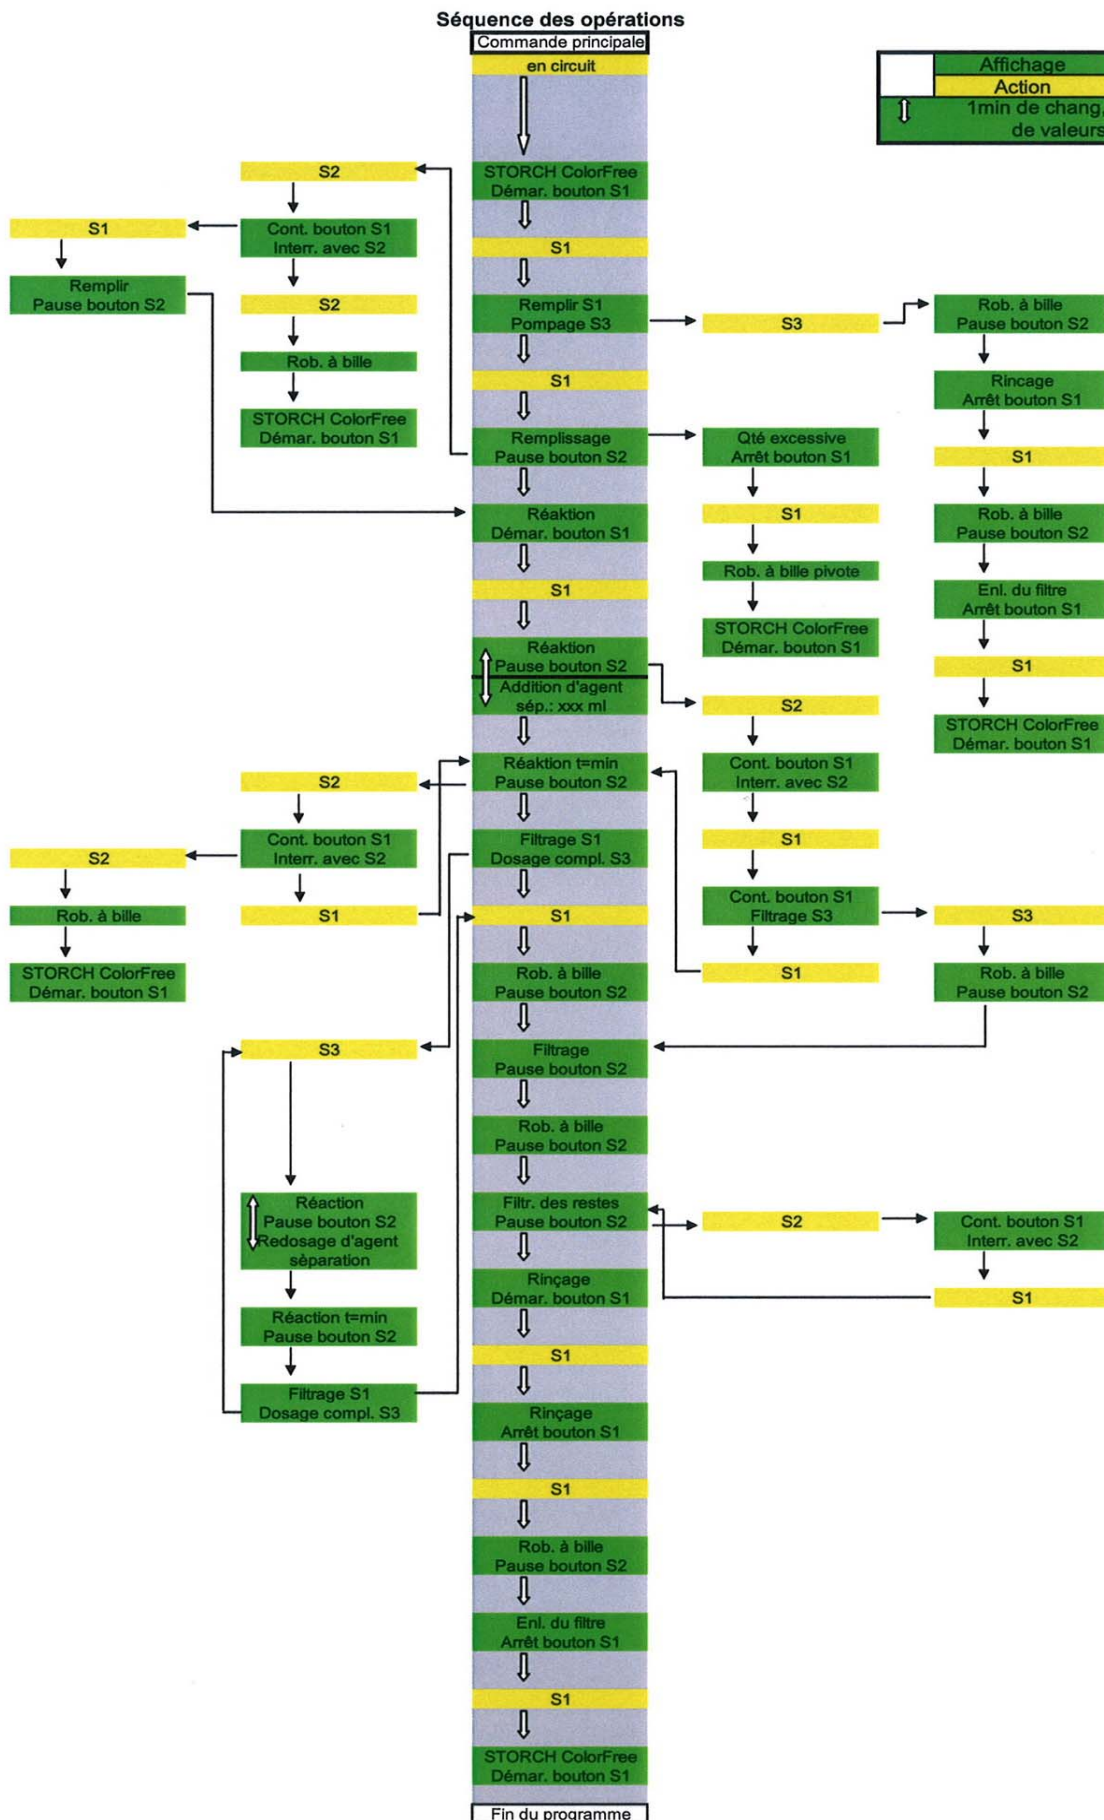 Séquence des opérations
Commande principale
en circuit
Affichage
Action
1min de chang.
de valeurs
STORCH ColorFree
Démar. bouton S1
S2
S1
Cont. bouton S1
Interr. avec S2
S1
Remplir
Pause bouton S2
S2
Remplir S1
Pompage S3
S3
Rob. à bille
Pause bouton S2
Rob. à bille
S1
Rincage
Arrêt bouton S1
STORCH ColorFree
Démar. bouton S1
Remplissage
Pause bouton S2
Qté excessive
Arrêt bouton S1
S1
Réaktion
Démar. bouton S1
S1
Rob. à bille
Pause bouton S2
S1
Rob. à bille pivote
Enl. du filtre
Arrêt bouton S1
Réaktion
Pause bouton S2
STORCH ColorFree
Démar. bouton S1
S1
Addition d'agent
sép.: xxx ml
S2
STORCH ColorFree
Démar. bouton S1
S2
Réaktion t=min
Pause bouton S2
Cont. bouton S1
Interr. avec S2
S2
Cont. bouton S1
Interr. avec S2
Filtrage S1
Dosage compl. S3
S1
Rob. à bille
S1
S1
Cont. bouton S1
Filtrage S3
S3
STORCH ColorFree
Démar. bouton S1
Rob. à bille
Pause bouton S2
S1
Rob. à bille
Pause bouton S2
S3
Filtrage
Pause bouton S2
Rob. à bille
Pause bouton S2
Réaction
Pause bouton S2
Redosage d'agent
sèparation
Filtr. des restes
Pause bouton S2
S2
Cont. bouton S1
Interr. avec S2
Rinçage
Démar. bouton S1
S1
Réaction t=min
Pause bouton S2
S1
Filtrage S1
Dosage compl. S3
Rinçage
Arrêt bouton S1
S1
Rob. à bille
Pause bouton S2
Enl. du filtre
Arrêt bouton S1
S1
STORCH ColorFree
Démar. bouton S1
Fin du programme